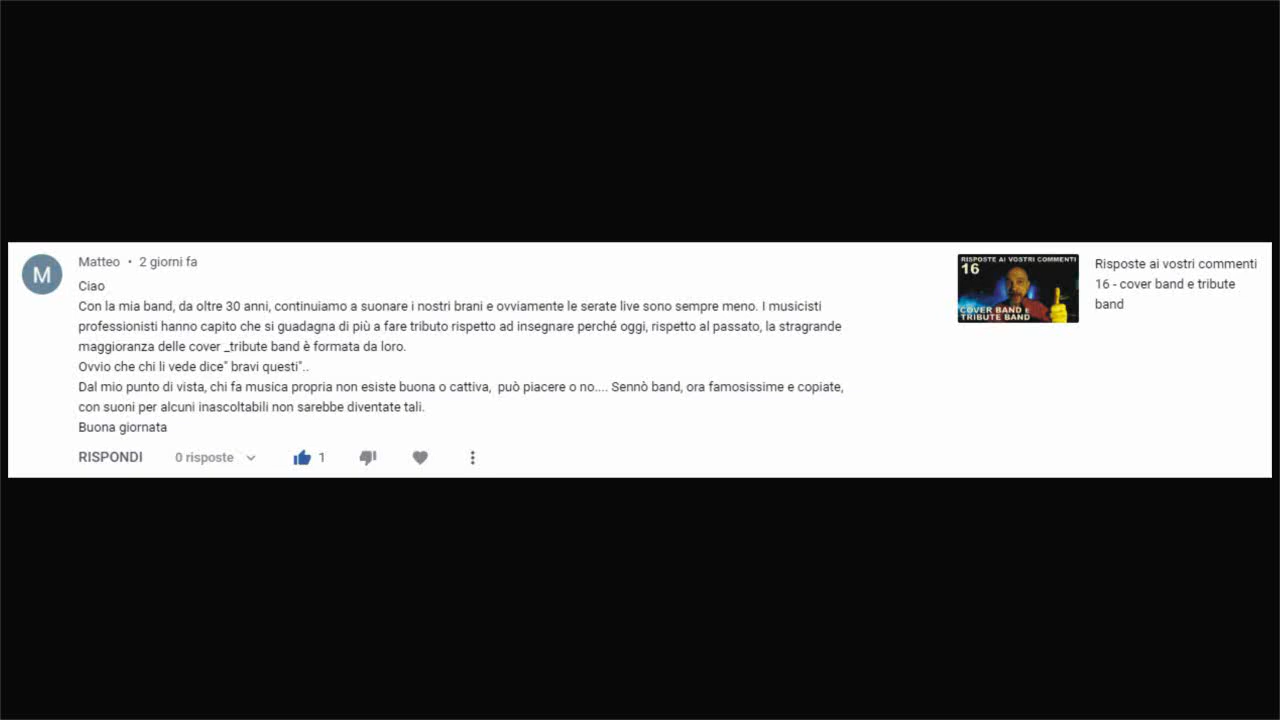 M
Matteo • 2 giorni fa
Ciao
Con la mia band, da oltre 30 anni, continuiamo a suonare i nostri brani e ovviamente le serate live sono sempre meno. I musicisti
professionisti hanno capito che si guadagna di più a fare tributo rispetto ad insegnare perché oggi, rispetto al passato, la stragrande
maggioranza delle cover _tribute band è formata da loro.
Ovvio che chi li vede dice" bravi questi"..
Dal mio punto di vista, chi fa musica propria non esiste buona o cattiva,  può piacere o no.... Sennò band, ora famosissime e copiate,
con suoni per alcuni inascoltabili non sarebbe diventate tali.
Buona giornata
RISPONDI 0 risposte 1
RISPOSTE AI VOSTRI COMMENTI
16
COVER BAND E
TRIBUTE BAND
Risposte ai vostri commenti
16 - cover band e tribute
band